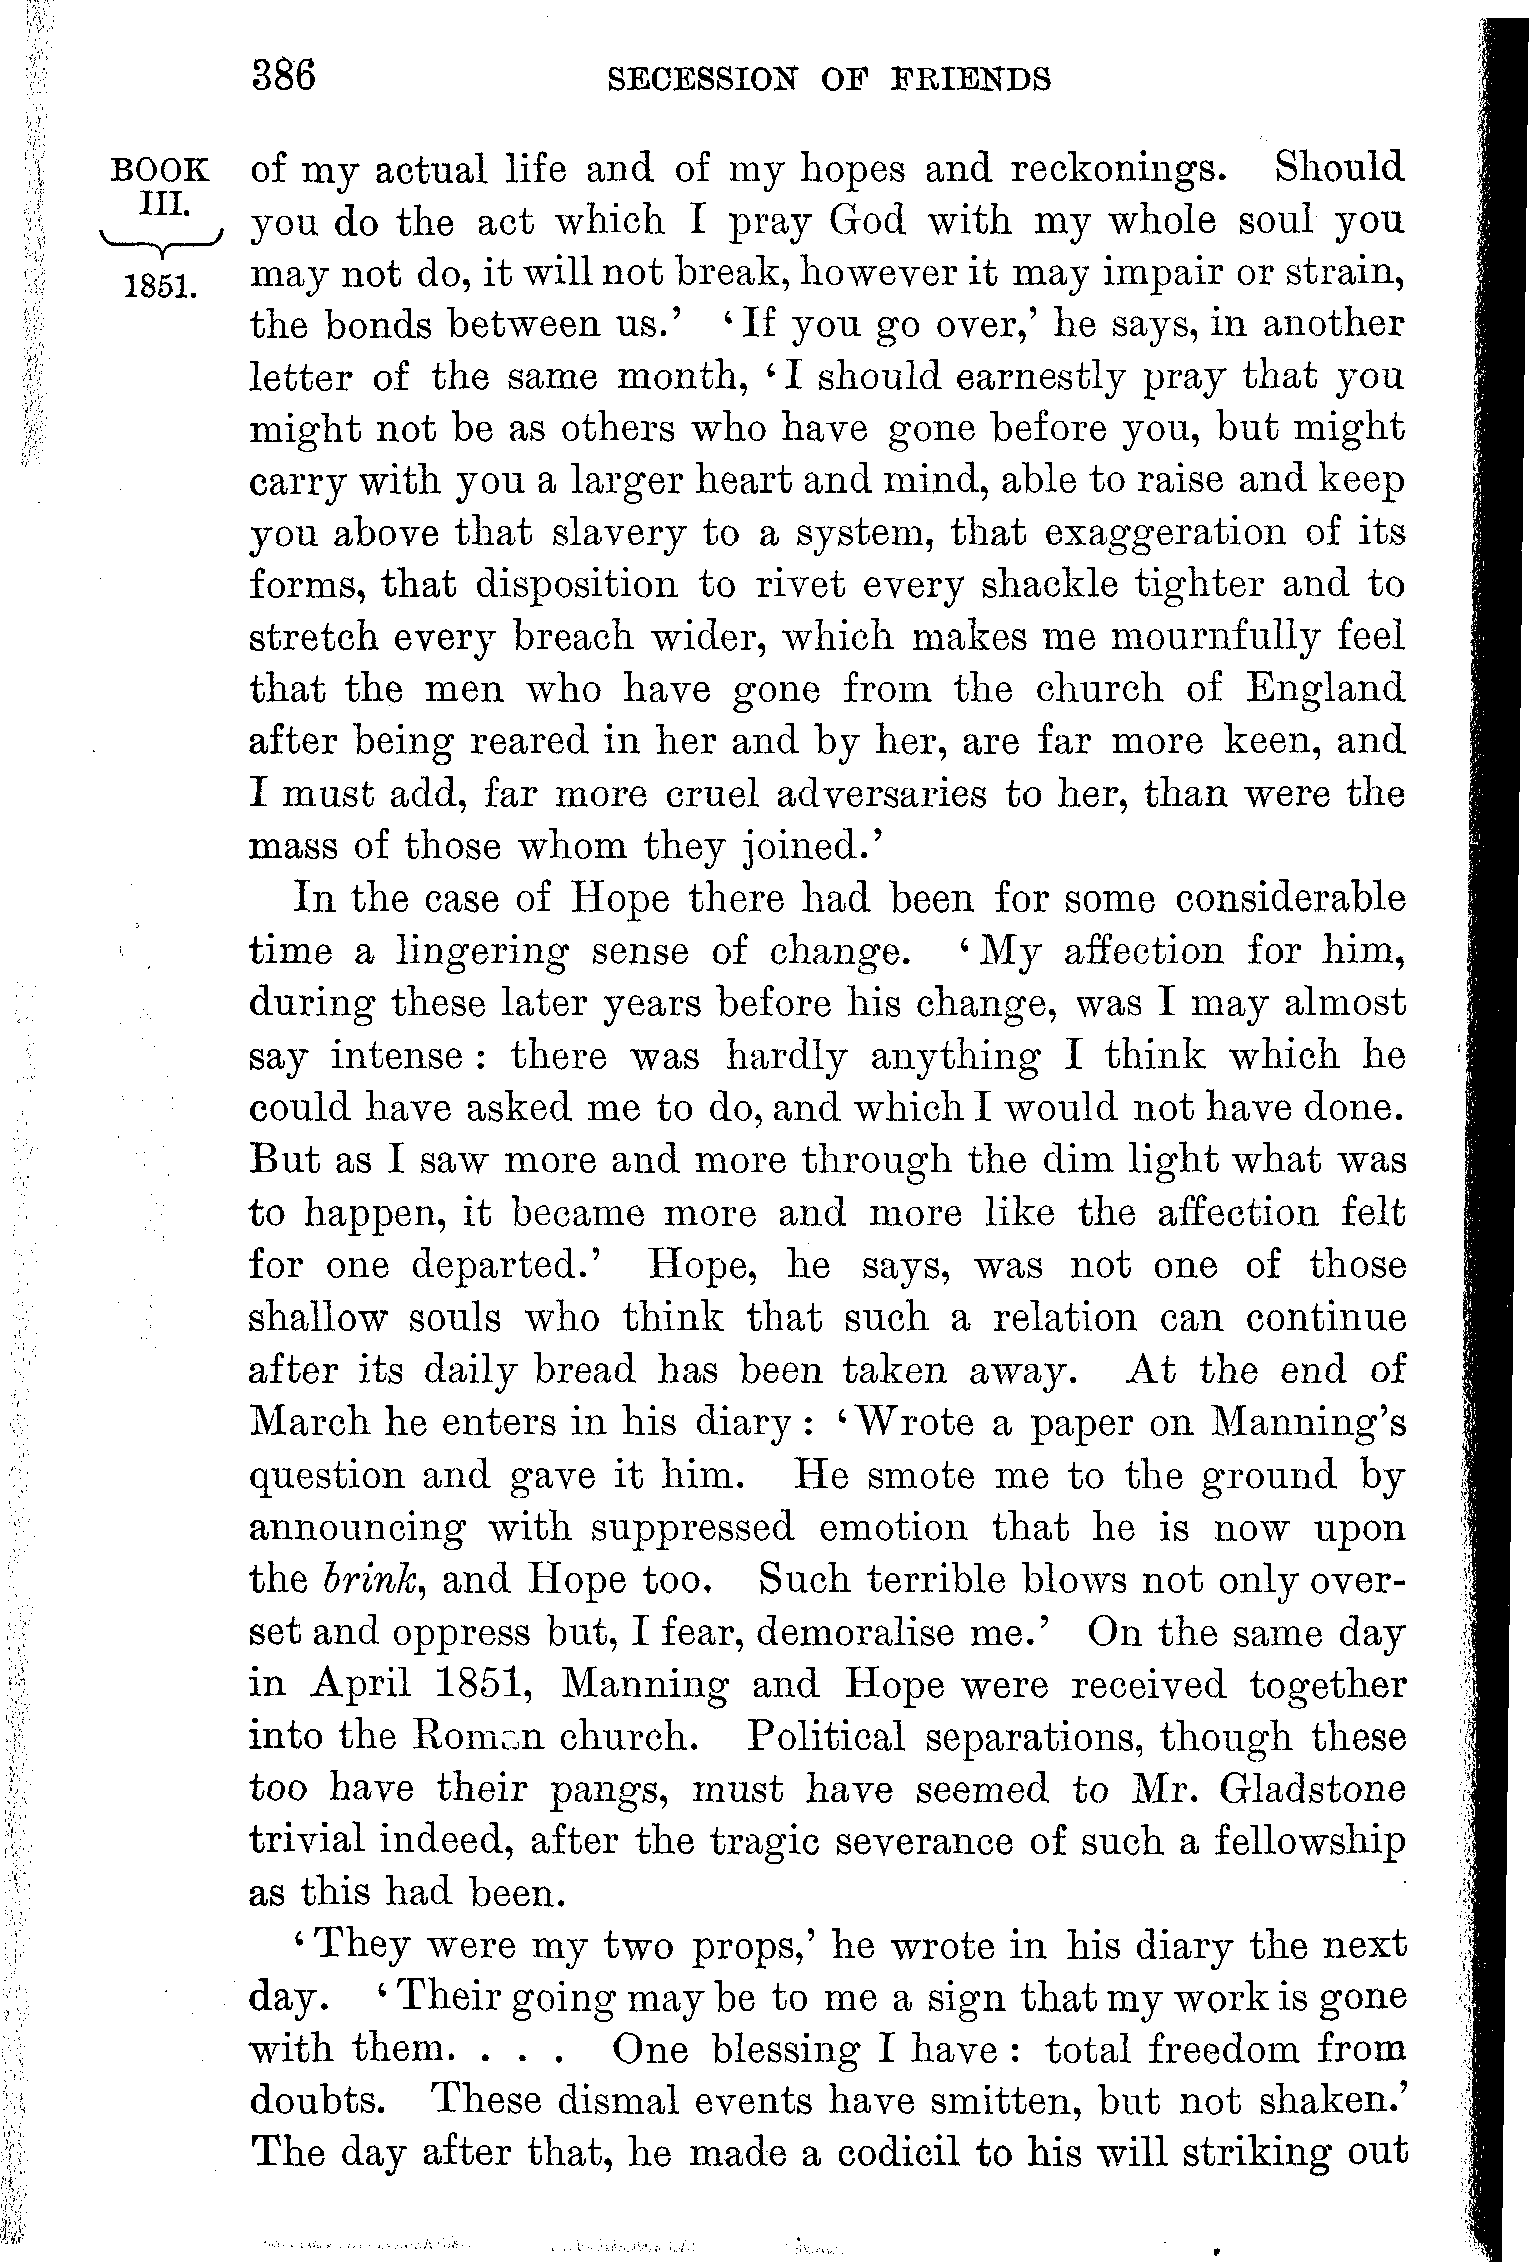 386 SECESSION OF FRIENDS
BOOK
III.
1851.
of my actual life and of my hopes and reckonings. Should
you do the act which I pray God with my whole soul you
may not do, it will not break, however it may impair or strain,
the bonds between us.’ ‘If you go over,’ he says, in another
letter of the same month, ‘I should earnestly pray that you
might not be as others who have gone before you, but might
carry with you a larger heart and mind, able to raise and keep
you above that slavery to a system, that exaggeration of its
forms, that disposition to rivet every shackle tighter and to
stretch every breach wider, which makes me mournfully feel
that the men who have gone from the church of England
after being reared in her and by her, are far more keen, and
I must add, far more cruel adversaries to her, than were the
mass of those whom they joined.’
In the case of Hope there had been for some considerable
time a lingering sense of change. ‘My affection for him,
during these later years before his change, was I may almost
say intense : there was hardly anything I think which he
could have asked me to do, and which I would not have done.
But as I saw more and more through the dim light what was
to happen, it became more and more like the affection felt
for one departed.’ Hope, he says, was not one of those
shallow souls who think that such a relation can continue
after its daily bread has been taken away. At the end of
March he enters in his diary : ‘Wrote a paper on Manning’s
question and gave it him. He smote me to the ground by
announcing with suppressed emotion that he is now upon
the brink, and Hope too. Such terrible blows not only over-
set and oppress but, I fear, demoralise me.’ On the same day
in April 1851, Manning and Hope were received together
into the Roman church. Political separations, though these
too have their pangs, must have seemed to Mr. Gladstone
trivial indeed, after the tragic severance of such a fellowship
as this had been.
‘They were my two props,’ he wrote in his diary the next
day. ‘Their going may be to me a sign that my work is gone
with them. . . . One blessing I have : total freedom from
doubts. These dismal events have smitten, but not shaken.’
The day after that, he made a codicil to his will striking out